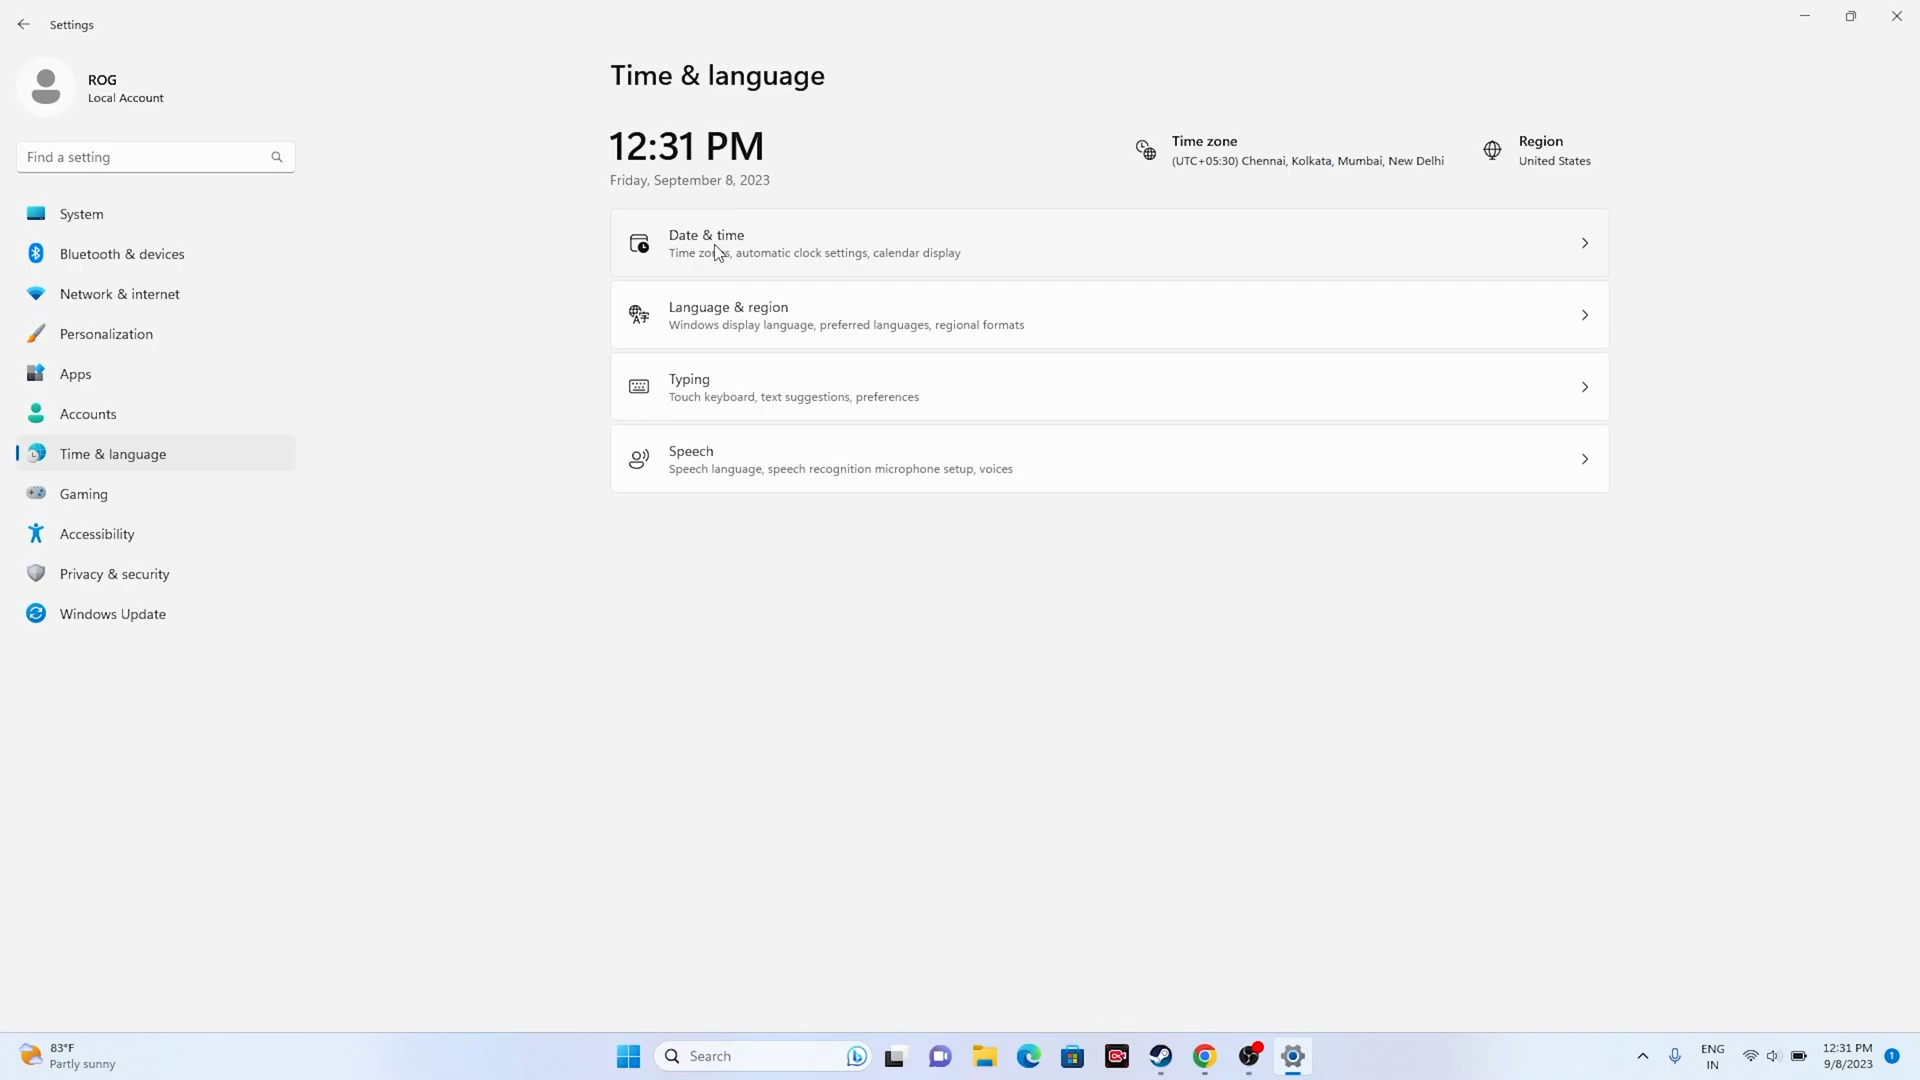 Settings
ROG
Local Account
Find a setting
System
Bluetooth & devices
Network & internet
Personalization
Apps
Accounts
Time & language
Gaming
Accessibility
Privacy & security
Windows Update
Time & language
12:31 PM
Friday, September 8, 2023
Time zone
(UTC+05:30) Chennai, Kolkata, Mumbai, New Delhi
Region
United States
Date & time
Time zones, automatic clock settings, calendar display
Language & region
Windows display language, preferred languages, regional formats
Typing
Touch keyboard, text suggestions, preferences
Speech
Speech language, speech recognition microphone setup, voices
83°F
Partly sunny
Search
ENG
IN
12:31 PM
9/8/2023
1